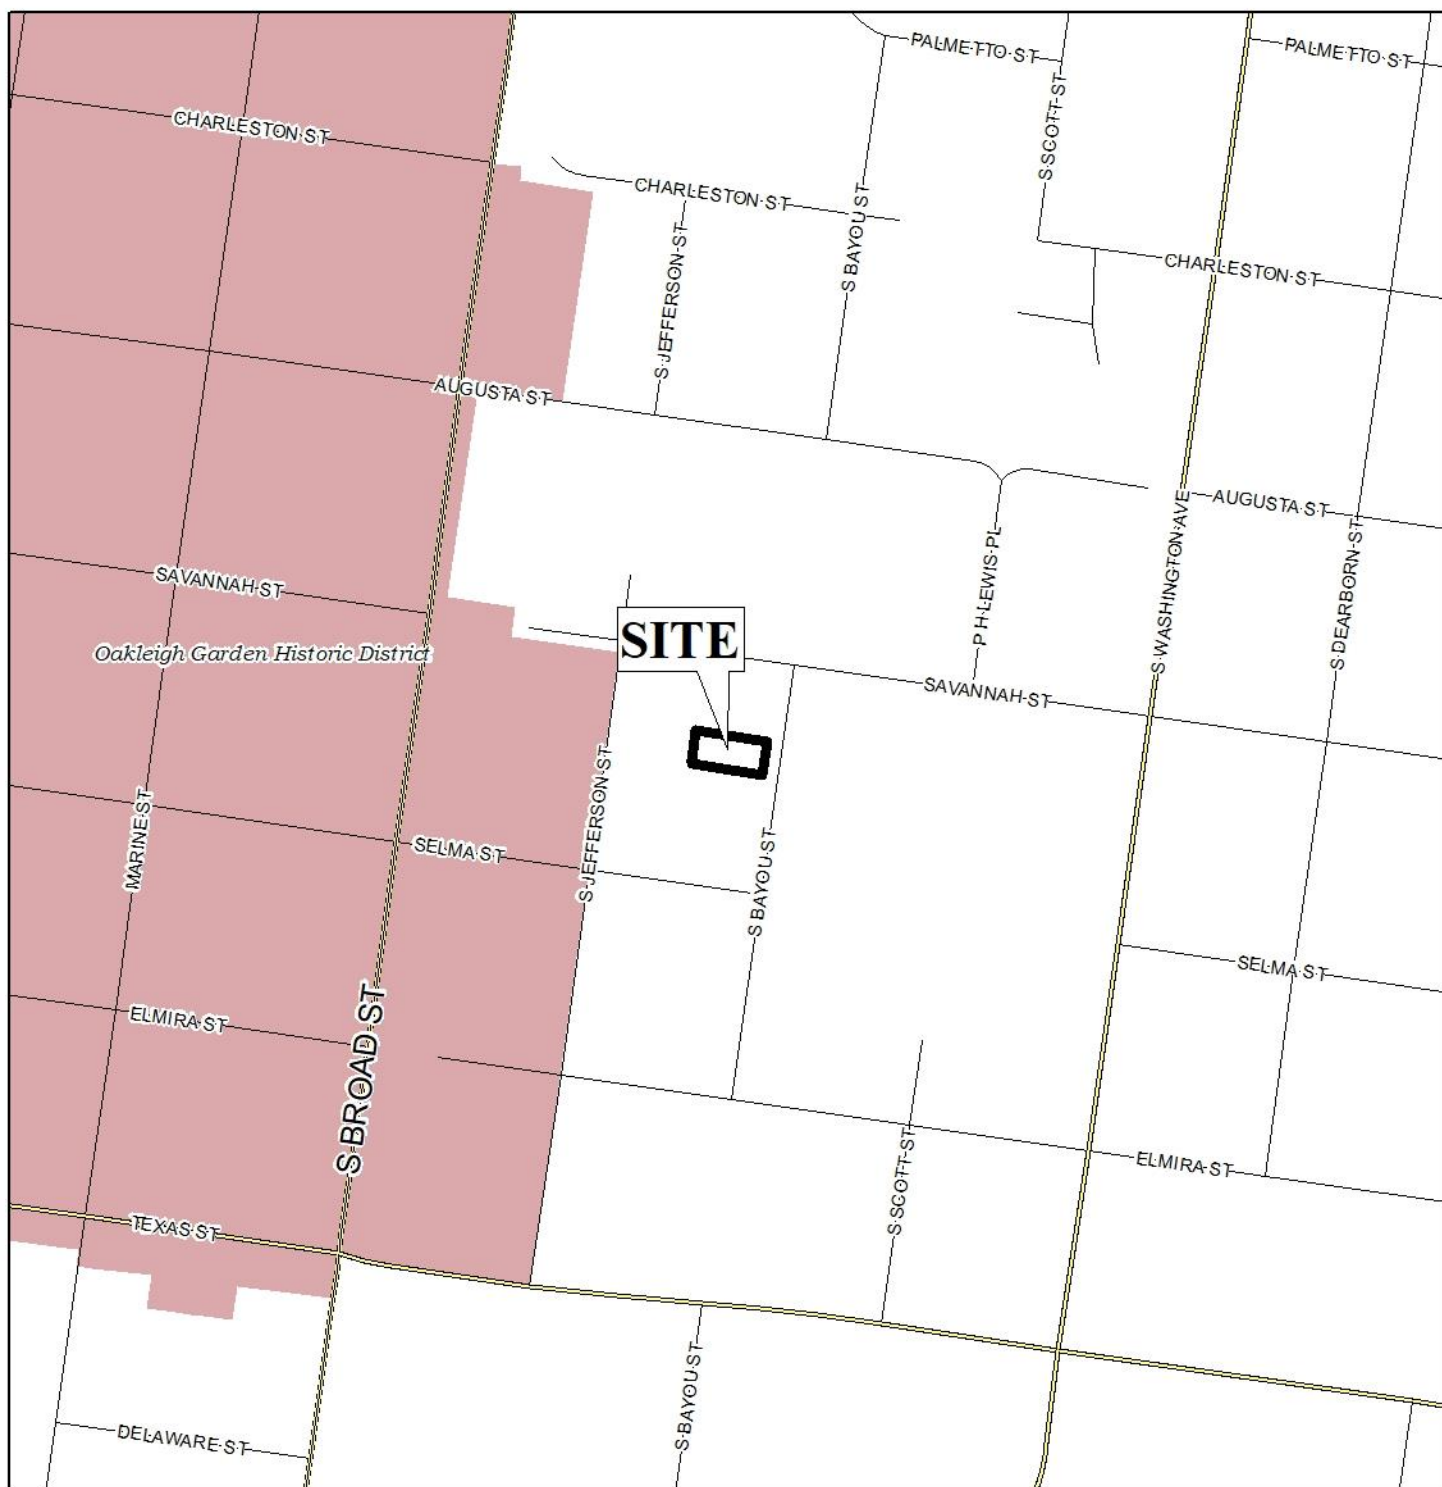 PALMETTO ST
PALMETTO ST
S SCOTT ST
CHARLESTON ST
CHARLESTON ST
S BAYOU ST
S JEFFERSON ST
CHARLESTON ST
AUGUSTA ST
AUGUSTA ST
S WASHINGTON AVE
S DEARBORN ST
P H LEWIS PL
SAVANNAH ST
SITE
Oakleigh Garden Historic District
SAVANNAH ST
S JEFFERSON ST
MARINE ST
SELMA ST
S BAYOU ST
SELMA ST
ELMIRA ST
S BROAD ST
S SCOTT ST
ELMIRA ST
TEXAS ST
S BAYOU ST
DELAWARE ST